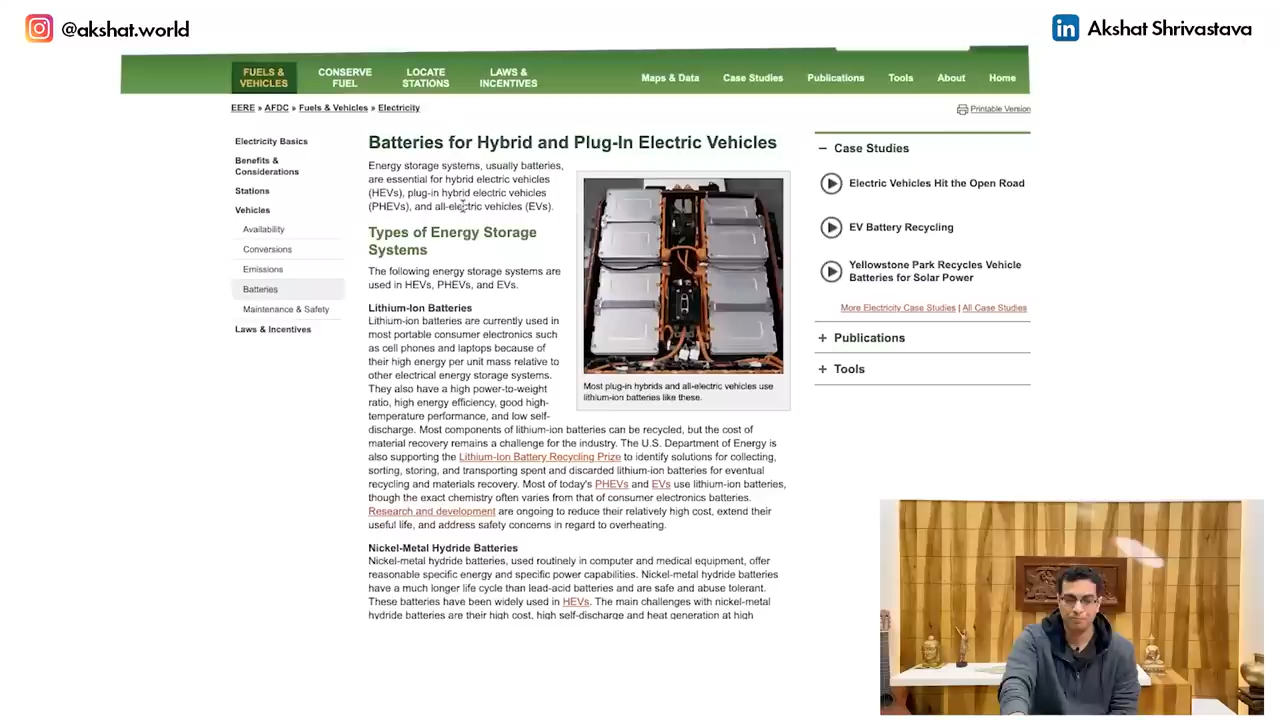 @akshat.world
Akshat Shrivastava
FUELS &
VEHICLES
CONSERVE
FUEL
LOCATE
STATIONS
LAWS &
INCENTIVES
Maps & Data
Case Studies
Publications
Tools
About
Home
EERE » AFDC » Fuels & Vehicles » Electricity
Printable Version
Electricity Basics
Benefits &
Considerations
Stations
Vehicles
Availability
Conversions
Emissions
Batteries
Maintenance & Safety
Laws & Incentives
Batteries for Hybrid and Plug-In Electric Vehicles
Energy storage systems, usually batteries,
are essential for hybrid electric vehicles
(HEVs), plug-in hybrid electric vehicles
(PHEVs), and all-electric vehicles (EVs).
Types of Energy Storage
Systems
The following energy storage systems are
used in HEVs, PHEVs, and EVs.
Lithium-Ion Batteries
Lithium-ion batteries are currently used in
most portable consumer electronics such
as cell phones and laptops because of
their high energy per unit mass relative to
other electrical energy storage systems.
They also have a high power-to-weight
ratio, high energy efficiency, good high-
temperature performance, and low self-
discharge. Most components of lithium-ion batteries can be recycled, but the cost of
material recovery remains a challenge for the industry. The U.S. Department of Energy is
also supporting the Lithium-Ion Battery Recycling Prize to identify solutions for collecting,
sorting, storing, and transporting spent and discarded lithium-ion batteries for eventual
recycling and materials recovery. Most of today's PHEVs and EVs use lithium-ion batteries,
though the exact chemistry often varies from that of consumer electronics batteries.
Research and development are ongoing to reduce their relatively high cost, extend their
useful life, and address safety concerns in regard to overheating.
Nickel-Metal Hydride Batteries
Nickel-metal hydride batteries, used routinely in computer and medical equipment, offer
reasonable specific energy and specific power capabilities. Nickel-metal hydride batteries
have a much longer life cycle than lead-acid batteries and are safe and abuse tolerant.
These batteries have been widely used in HEVs. The main challenges with nickel-metal
hydride batteries are their high cost, high self-discharge and heat generation at high
Most plug-in hybrids and all-electric vehicles use
lithium-ion batteries like these.
Case Studies
Electric Vehicles Hit the Open Road
EV Battery Recycling
Yellowstone Park Recycles Vehicle
Batteries for Solar Power
More Electricity Case Studies | All Case Studies
Publications
Tools